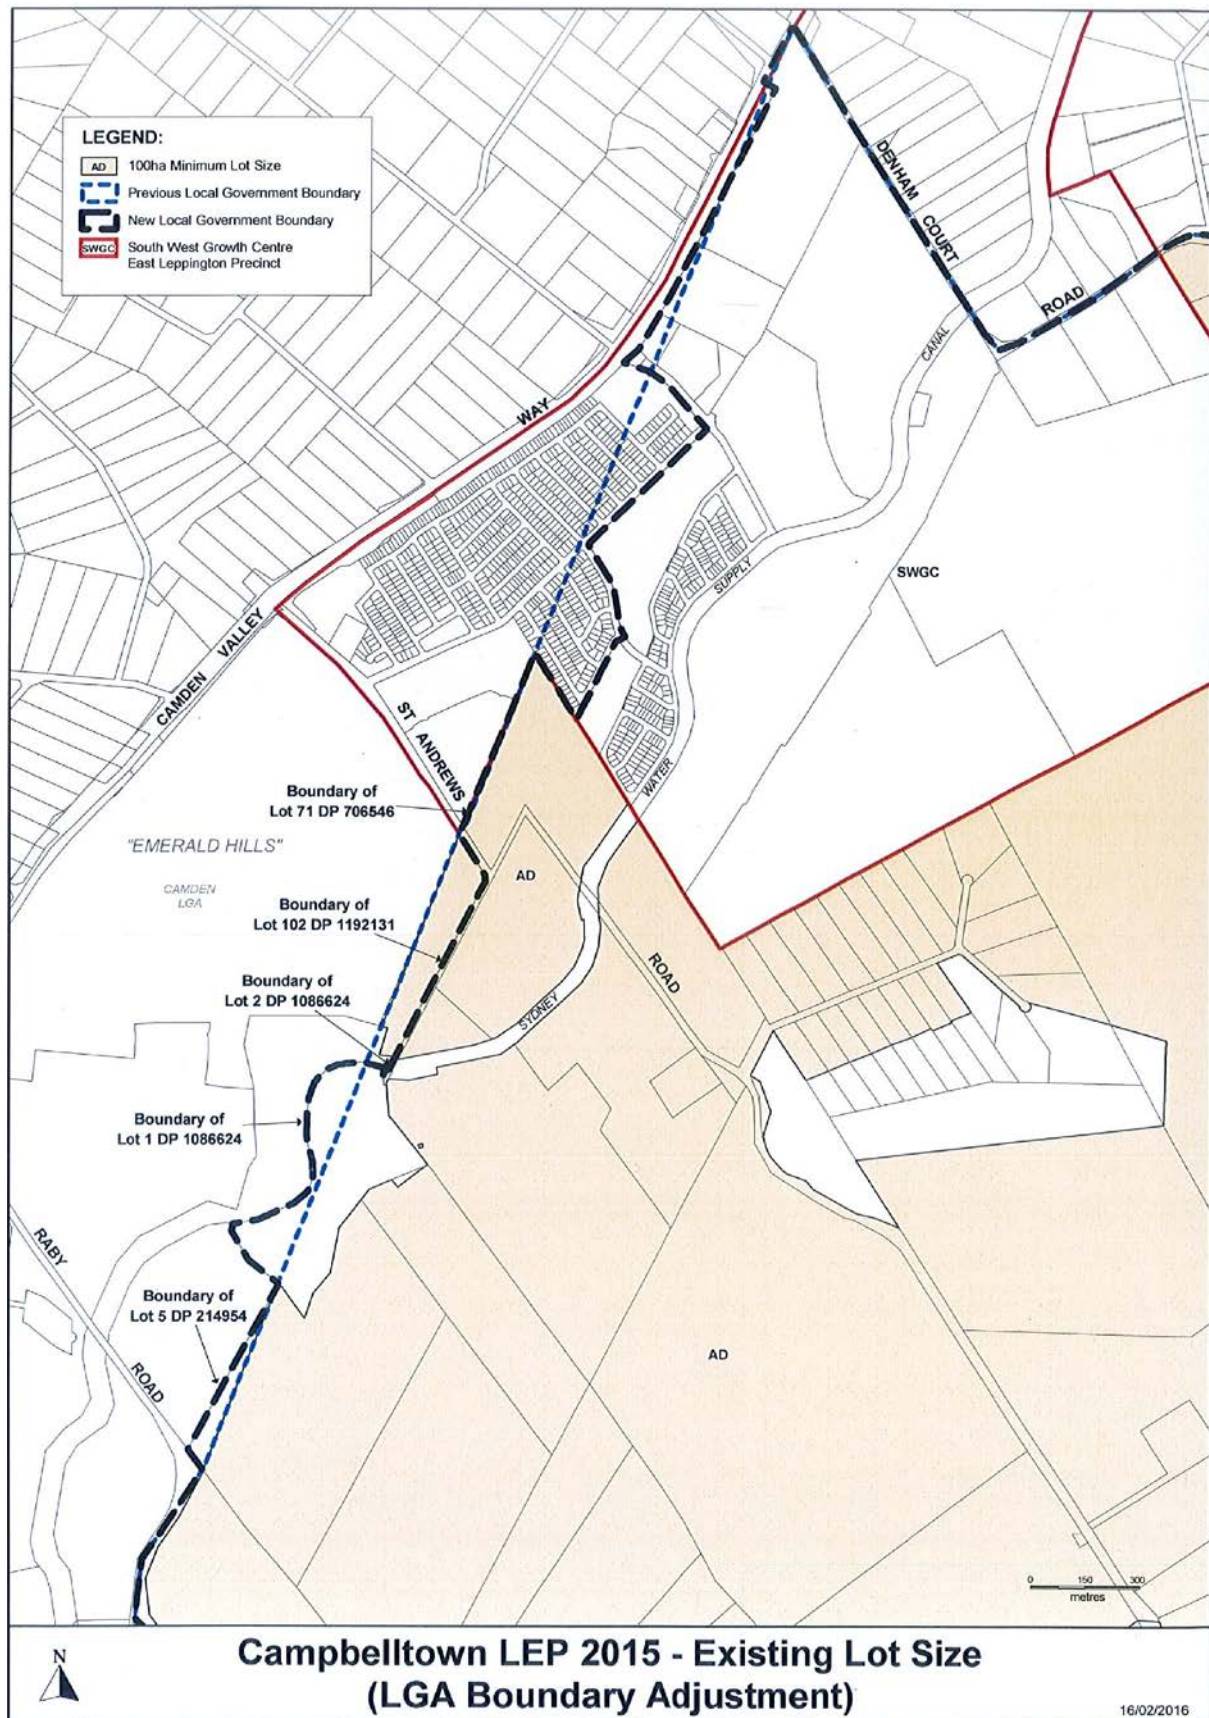 LEGEND:
AD 100ha Minimum Lot Size
Previous Local Government Boundary
New Local Government Boundary
SWGC South West Growth Centre
East Leppington Precinct
DENHAM COURT
ROAD
CANAL
WAY
SUPPLY
SWGC
CAMDEN VALLEY
ST ANDREWS
WATER
Boundary of
Lot 71 DP 706546
"EMERALD HILLS"
CAMDEN
LGA
AD
Boundary of
Lot 102 DP 1192131
ROAD
Boundary of
Lot 2 DP 1086624
SYDNEY
Boundary of
Lot 1 DP 1086624
RABY
ROAD
Boundary of
Lot 5 DP 214954
AD
0 150 300
metres
N
Campbelltown LEP 2015 - Existing Lot Size
(LGA Boundary Adjustment)
16/02/2016